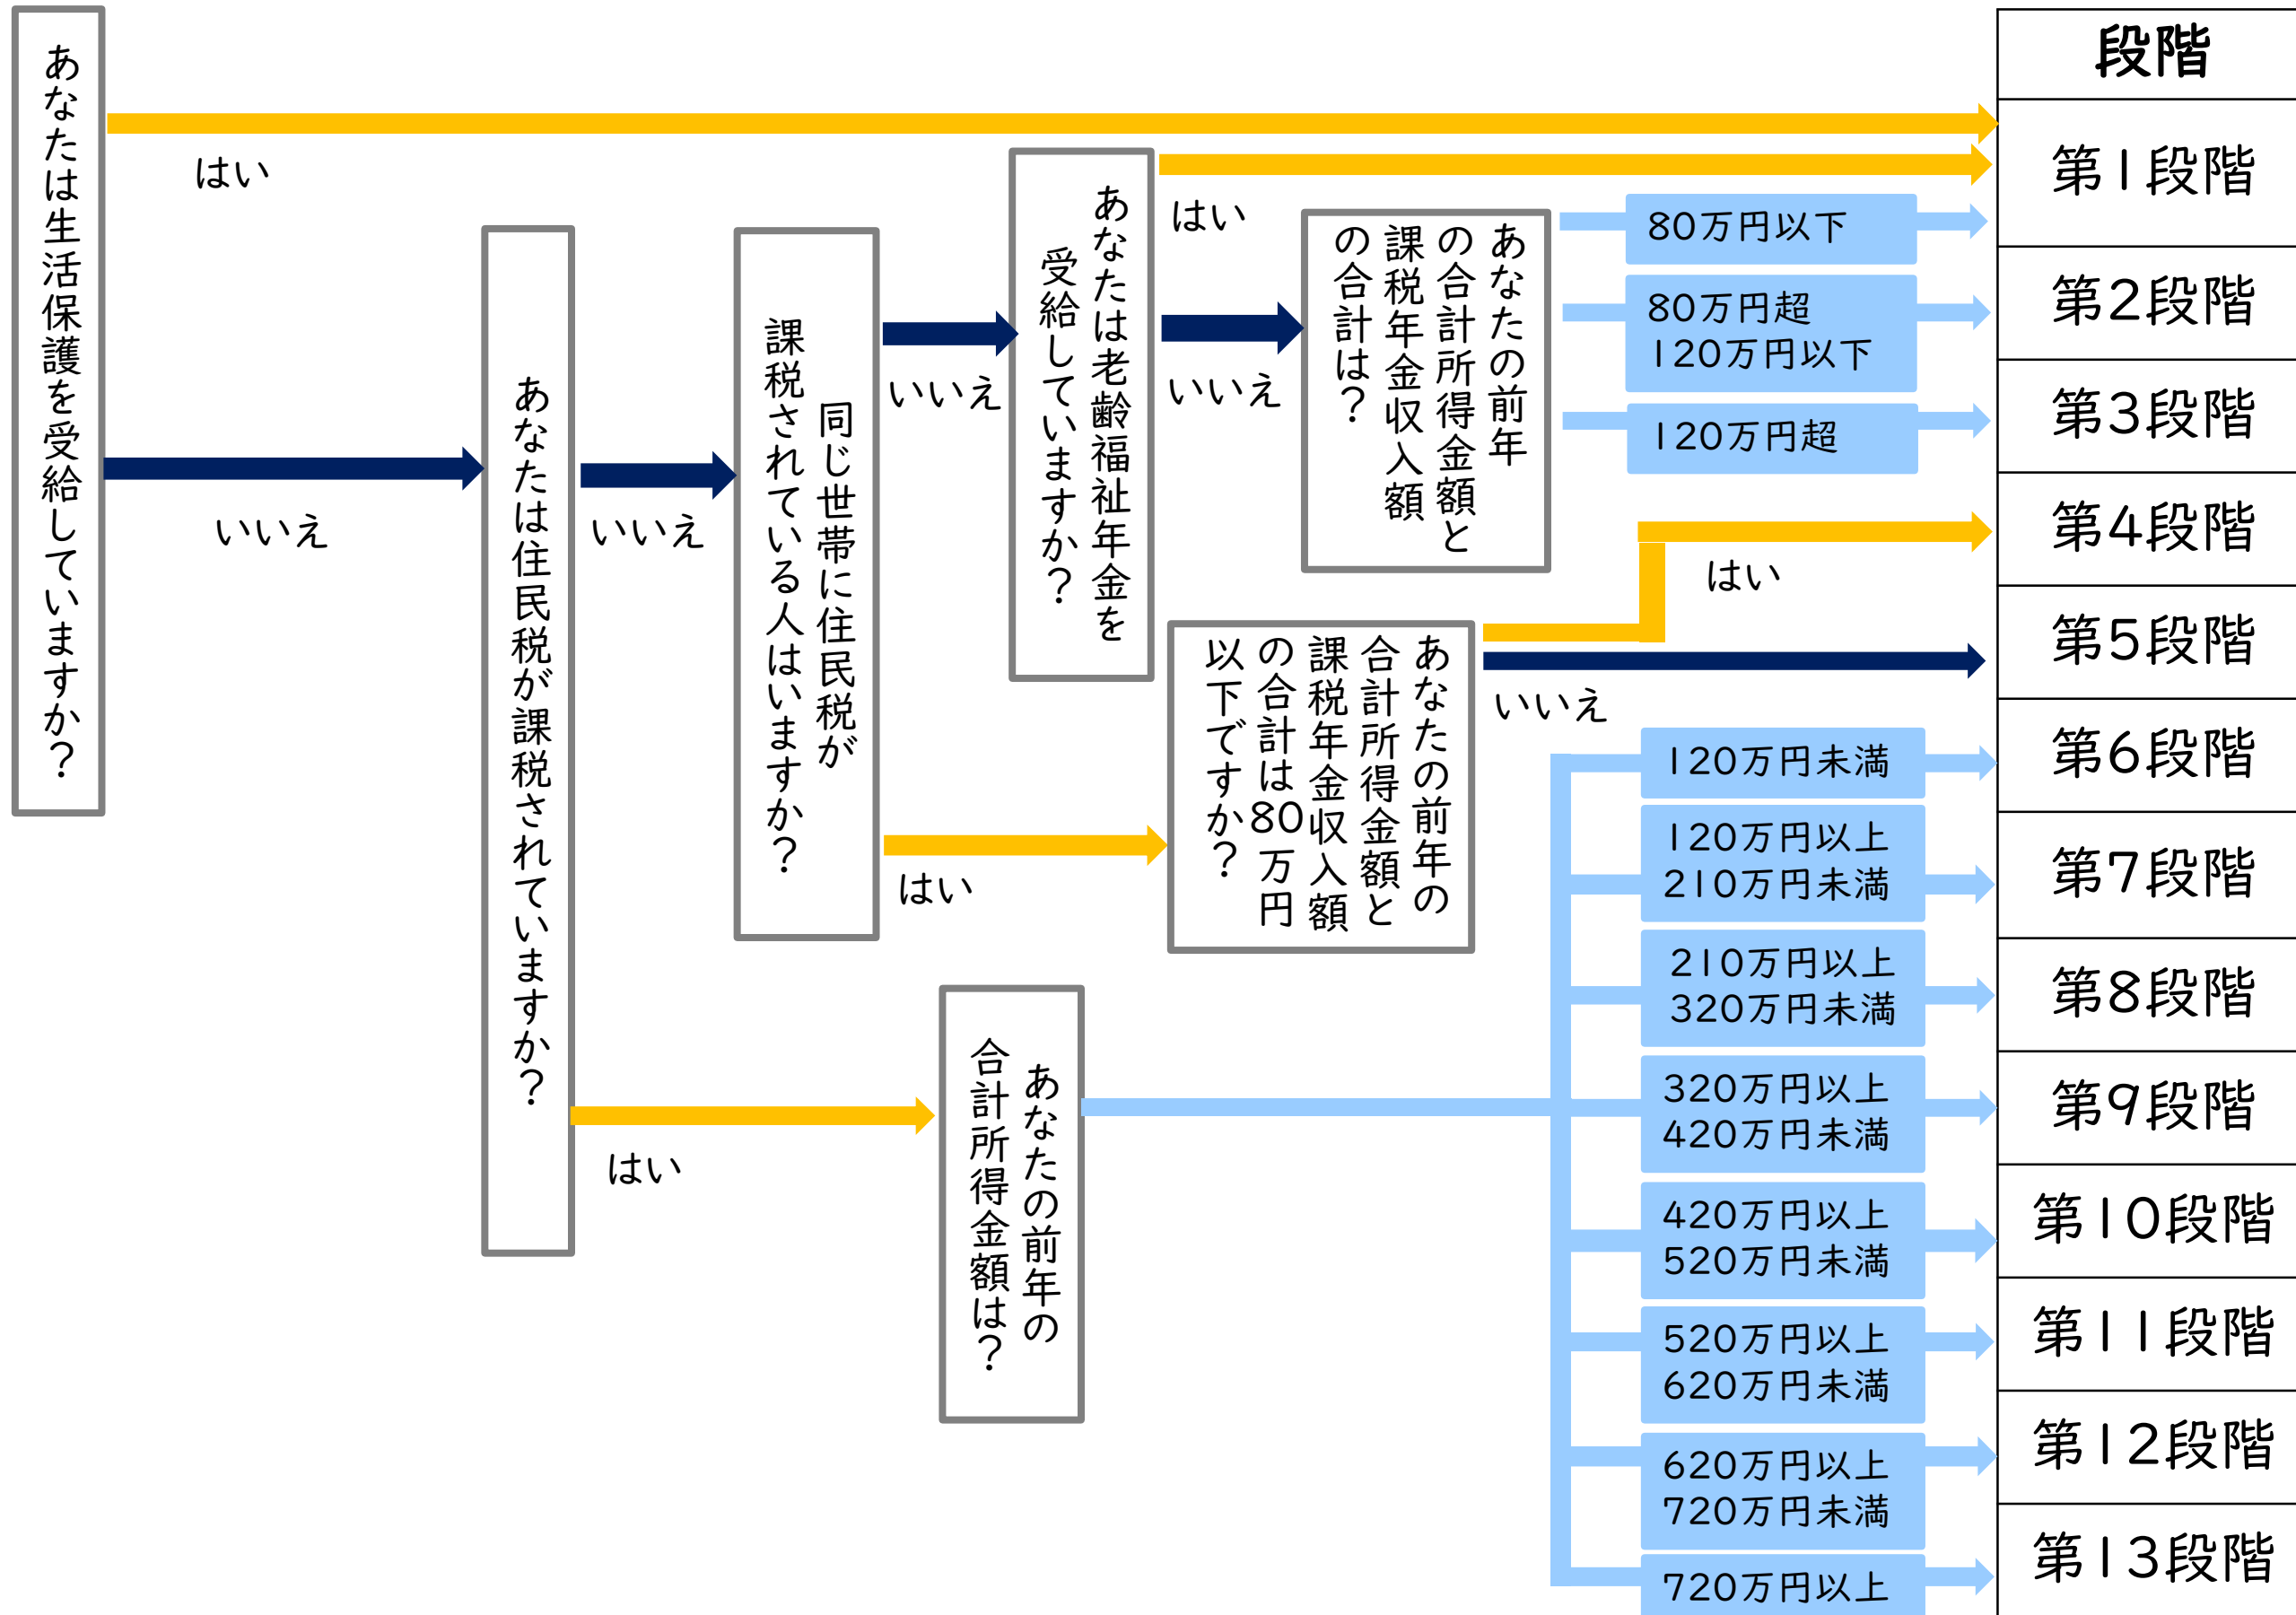 あなたは生活保護を受給していますか？
はい
いいえ
あなたは住民税が課税されていますか？
いいえ
はい
同じ世帯に住民税が
課税されている人はいますか？
いいえ
はい
あなたは老齢福祉年金を
受給していますか？
はい
いいえ
あなたの前年
の合計所得金額と
課税年金収入額
の合計は？
80万円以下
80万円超
120万円以下
120万円超
あなたの前年の
合計所得金額と
課税年金収入額
の合計は80万円
以下ですか？
はい
いいえ
あなたの前年の
合計所得金額は？
120万円未満
120万円以上
210万円未満
210万円以上
320万円未満
320万円以上
420万円未満
420万円以上
520万円未満
520万円以上
620万円未満
620万円以上
720万円未満
720万円以上
段階
第1段階
第2段階
第3段階
第4段階
第5段階
第6段階
第7段階
第8段階
第9段階
第10段階
第11段階
第12段階
第13段階